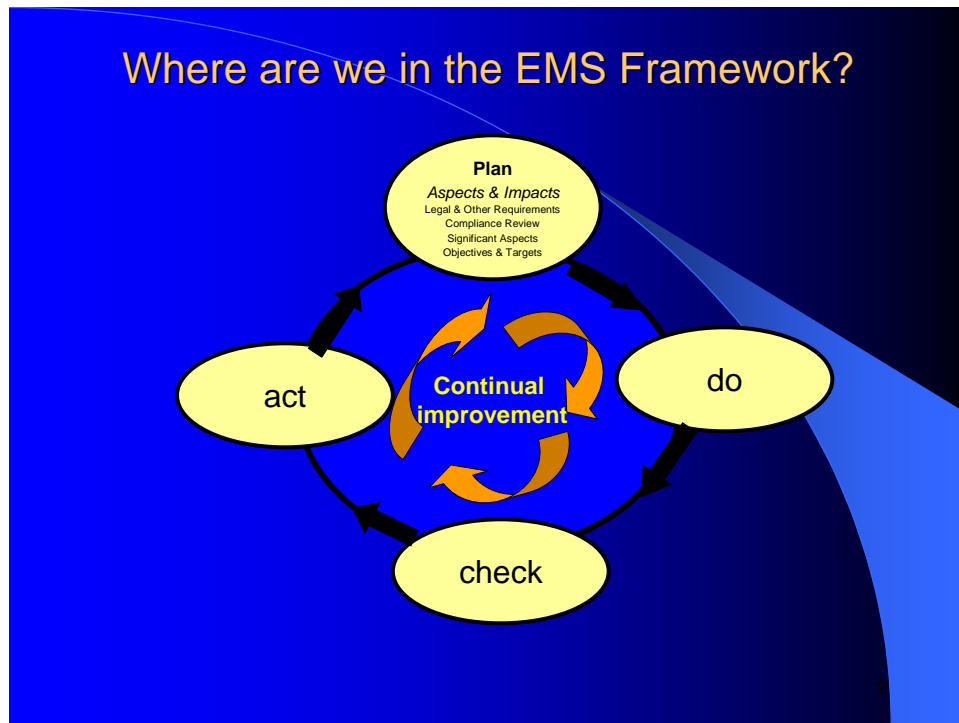 Where are we in the EMS Framework?
Plan
Aspects & Impacts
Legal & Other Requirements
Compliance Review
Significant Aspects
Objectives & Targets
act
Continual
improvement
do
check